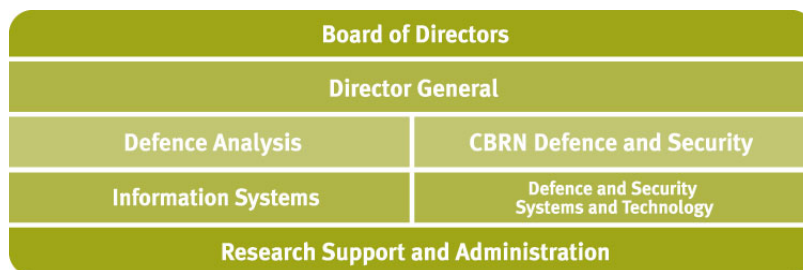 Board of Directors
Director General
Defence Analysis
CBRN Defence and Security
Information Systems
Defence and Security
Systems and Technology
Research Support and Administration